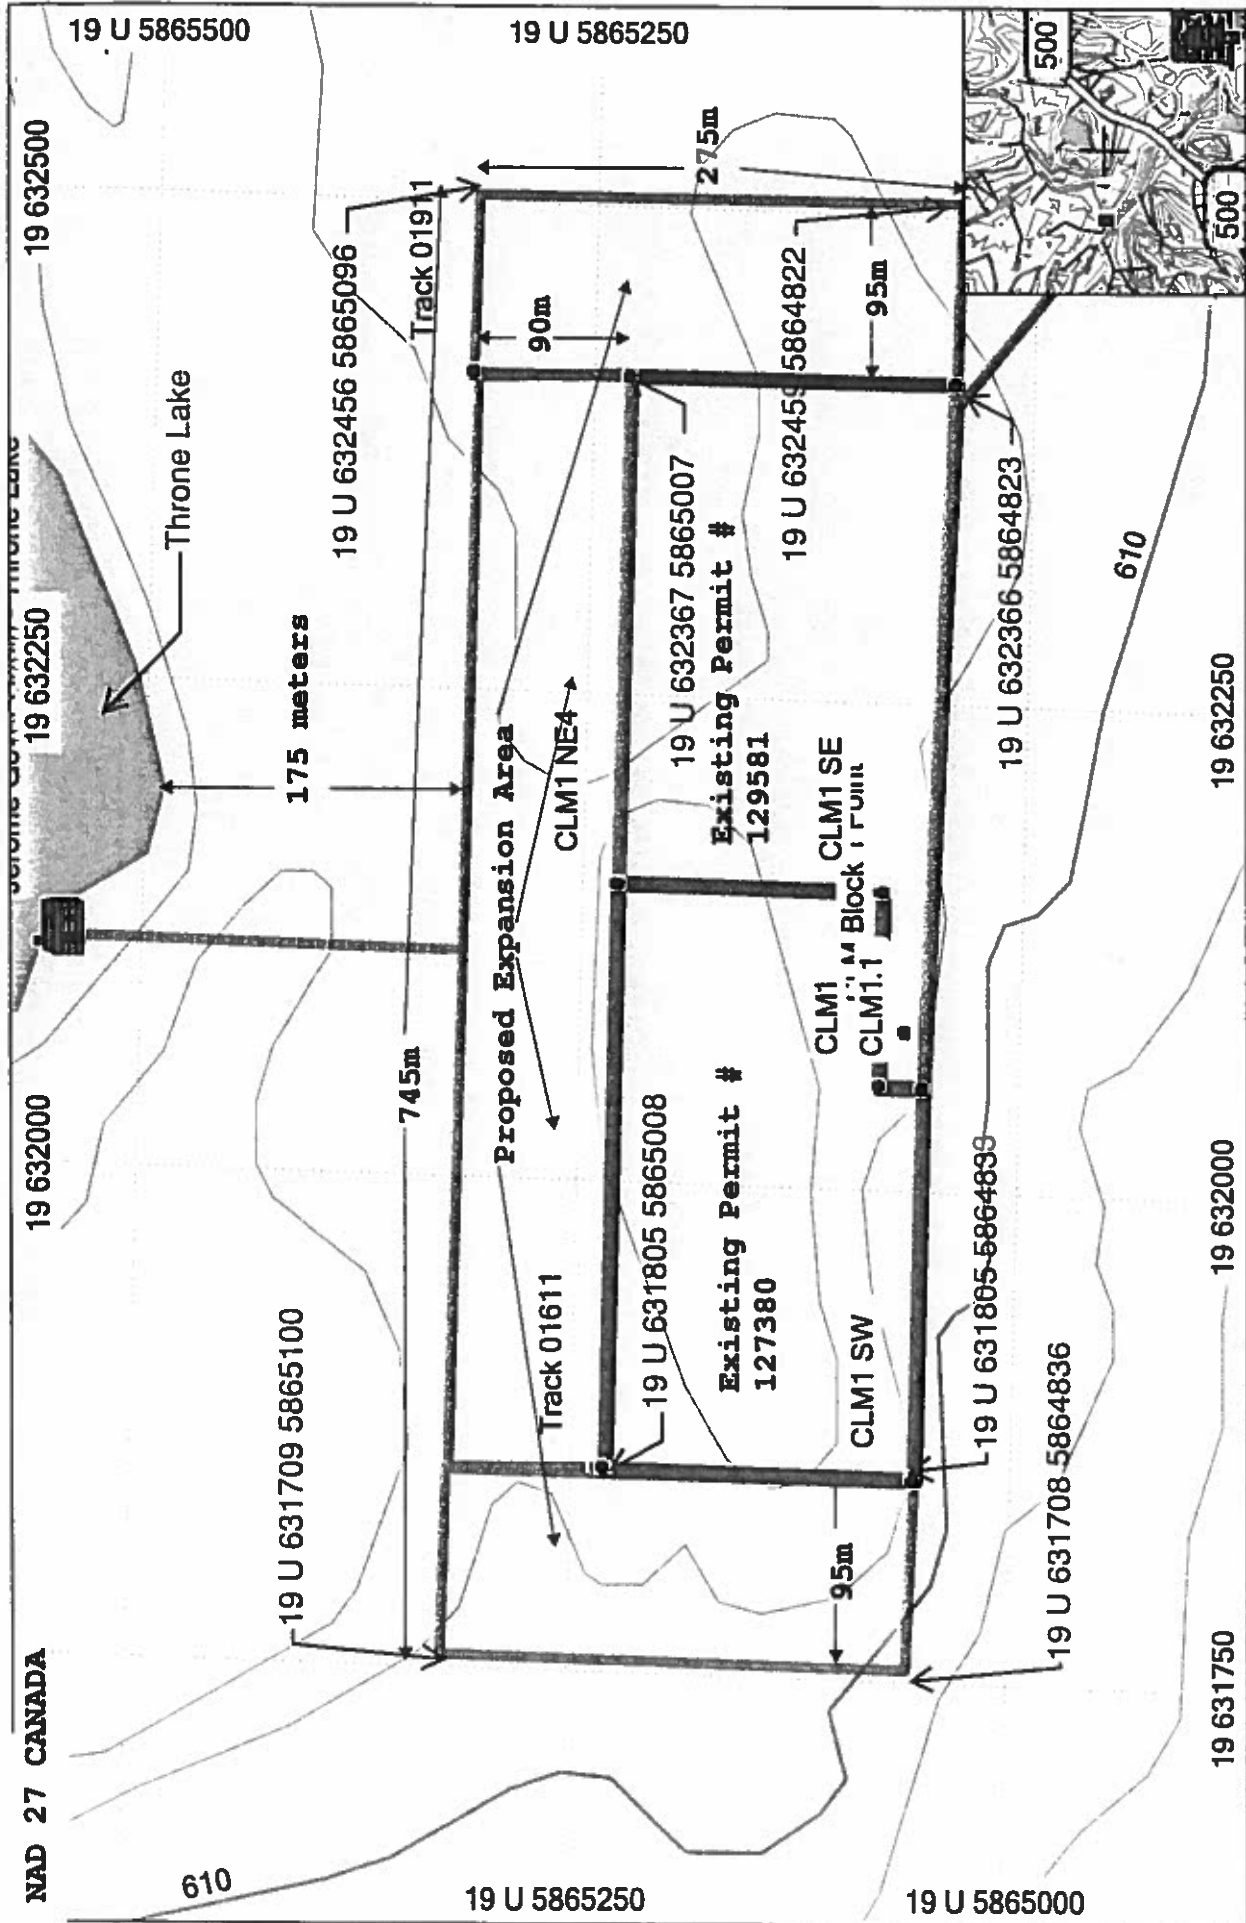 NAD 27 CANADA
19 632000
19 632250
19 632500
19 U 5865500
Throne Lake
175 meters
19 U 631709 5865100
19 U 632456 5865096
745m
Track 01911
19 U 5865250
Proposed Expansion Area
Track 01611
CLM1 NE4
90m
275m
19 U 631805 5865008
19 U 632367 5865007
Existing Permit #
127380
Existing Permit #
129581
19 U 632459 5864822
95m
95m
CLM1 SW
CLM1
CLM1 SE
Block 1
CLM1.1
19 U 631805 5864833
19 U 632366 5864823
19 U 631708 5864836
610
610
19 U 5865250
19 U 5865000
19 631750
19 632000
19 632250
500
500